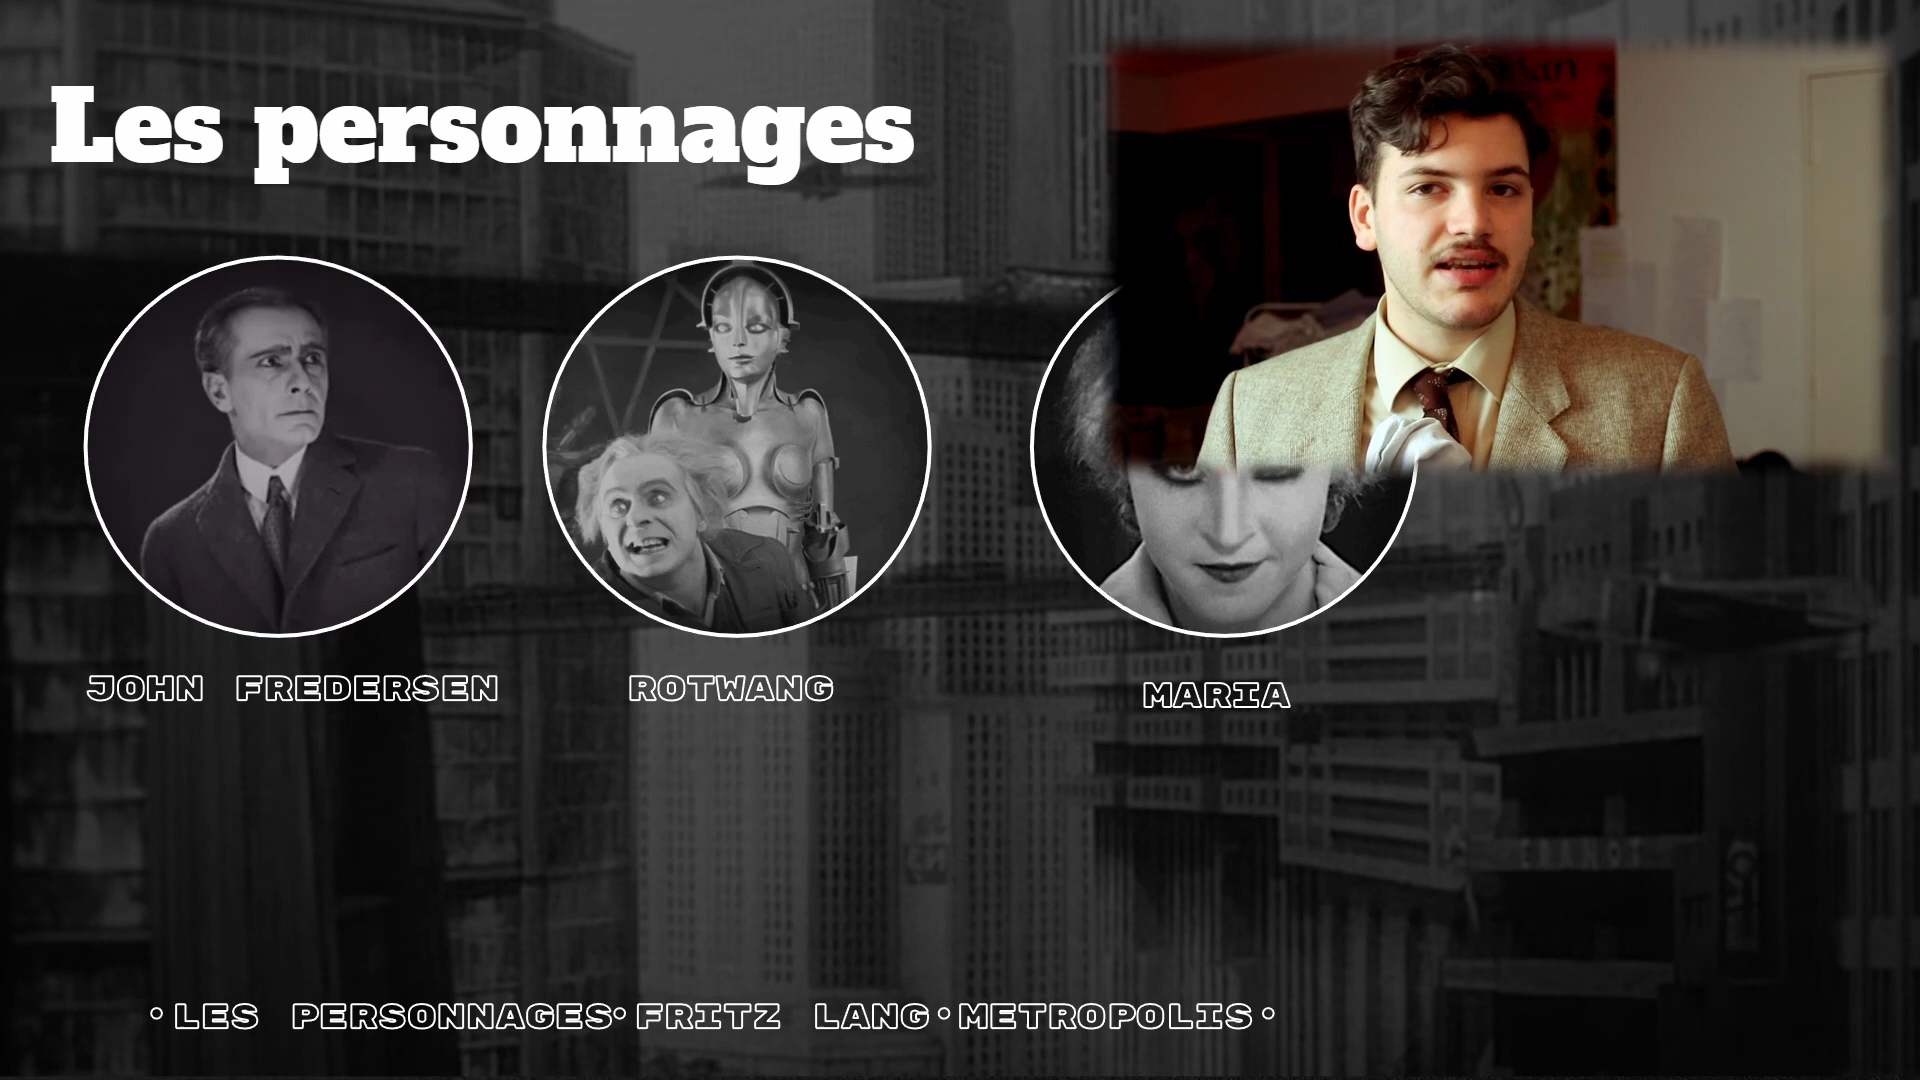 Les personnages
JOHN FREDERSEN
ROTWANG
MARIA
• LES PERSONNAGES • FRITZ LANG • METROPOLIS •